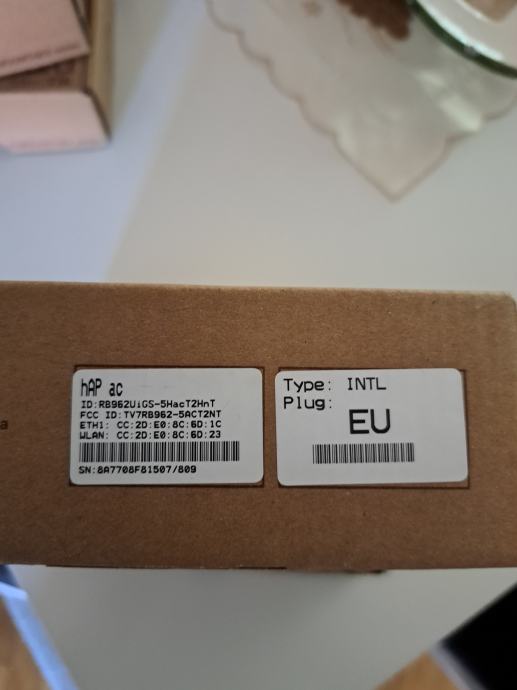 hAP ac
ID:RB962UiGS-5HacT2HnT
FCC ID:TV7RB962-5ACT2NT
ETH1: CC:2D:E0:8C:6D:1C
WLAN: CC:2D:E0:8C:6D:23
SN:8A7708F81507/809
Type: INTL
Plug:
EU